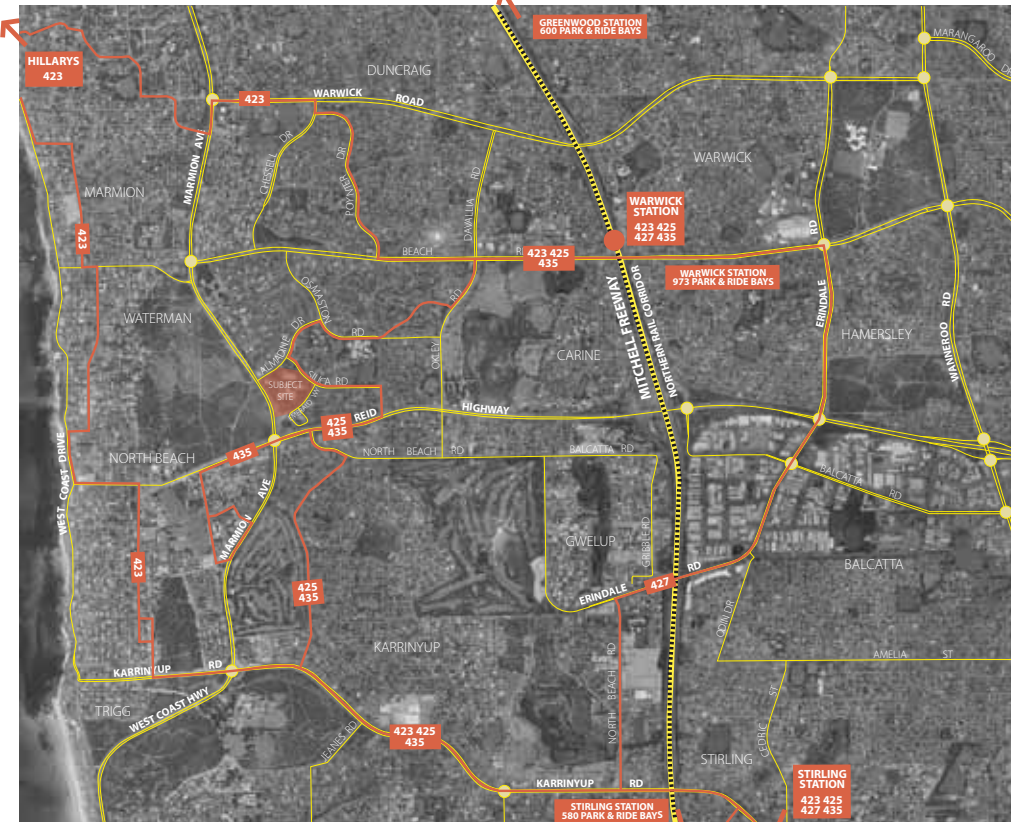 GREENWOOD STATION
600 PARK & RIDE BAYS
MARANGAROO DR
HILLARYS
423
DUNCRAIG
423
WARWICK
ROAD
CHESSELL DR
POYNTER DR
MARMION AVE
DAVALLIA RD
WARWICK
MARMION
WARWICK
STATION
423 425
427 435
423
BEACH
423 425
435
RD
WARWICK STATION
973 PARK & RIDE BAYS
MITCHELL FREEWAY
NORTHERN RAIL CORRIDOR
ERINDALE
WANNEROO RD
OSMASTON
RD
WATERMAN
ALMADINE DR
RD
OKELY
CARINE
HAMERSLEY
"SUBJECT
SITE
SILICA RD
425
435
REID
HIGHWAY
435
NORTH BEACH
NORTH BEACH RD
BALCATTA RD
BALCATTA RD
WEST COAST DRIVE
MARMION AVE
GWELUP
GRIBBLE RD
BALCATTA
423
425
435
ERINDALE
427
RD
ODIN DR
KARRINYUP
AMELIA ST
KARRINYUP RD
TRIGG
WEST COAST HWY
NORTH BEACH RD
CEDRIC ST
JEANES RD
423 425
435
STIRLING
KARRINYUP RD
STIRLING
STATION
423 425
427 435
STIRLING STATION
580 PARK & RIDE BAYS